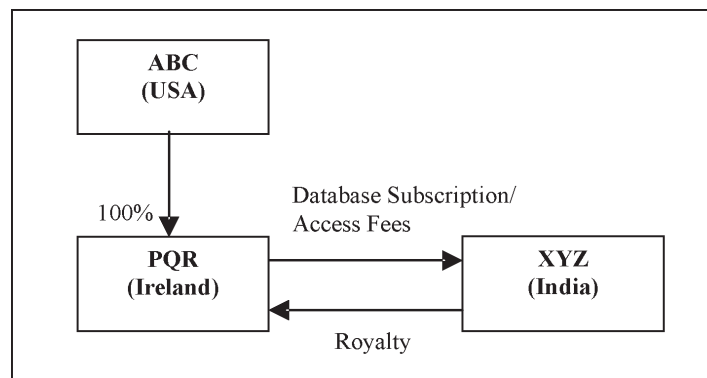 ABC
(USA)
Database Subscription/
Access Fees
100%
PQR
(Ireland)
XYZ
(India)
Royalty